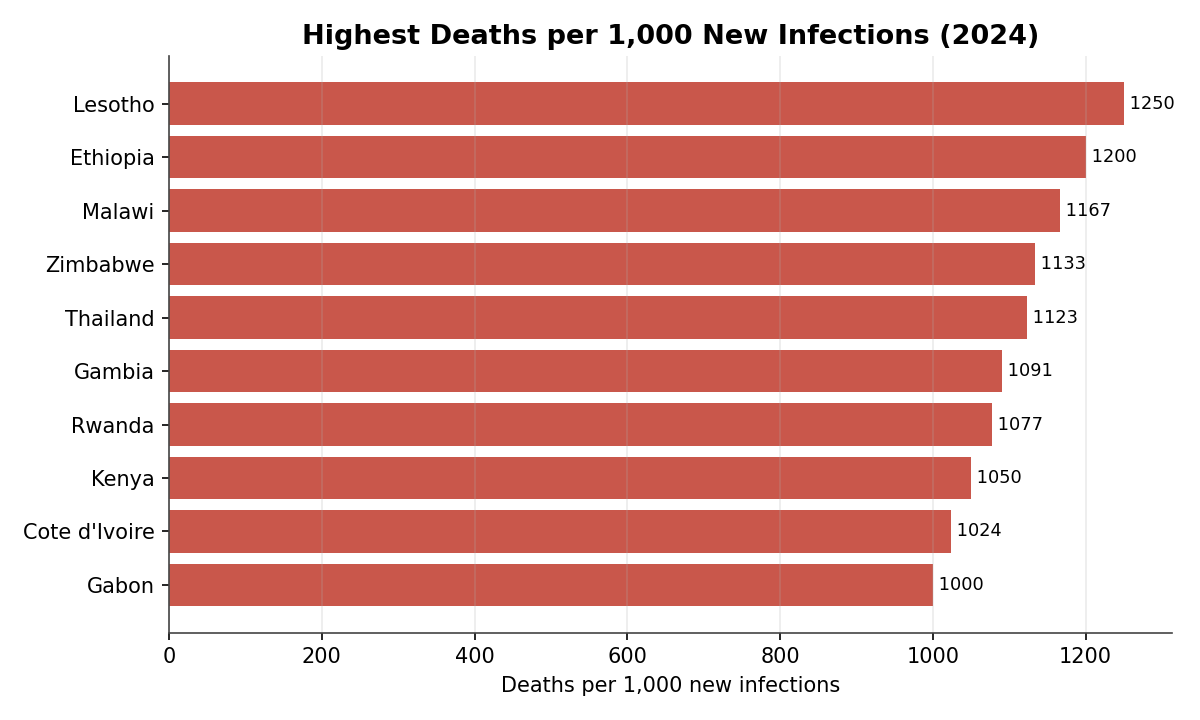 Highest Deaths per 1,000 New Infections (2024)
Lesotho 1250
Ethiopia 1200
Malawi 1167
Zimbabwe 1133
Thailand 1123
Gambia 1091
Rwanda 1077
Kenya 1050
Cote d'Ivoire 1024
Gabon 1000
0 200 400 600 800 1000 1200
Deaths per 1,000 new infections